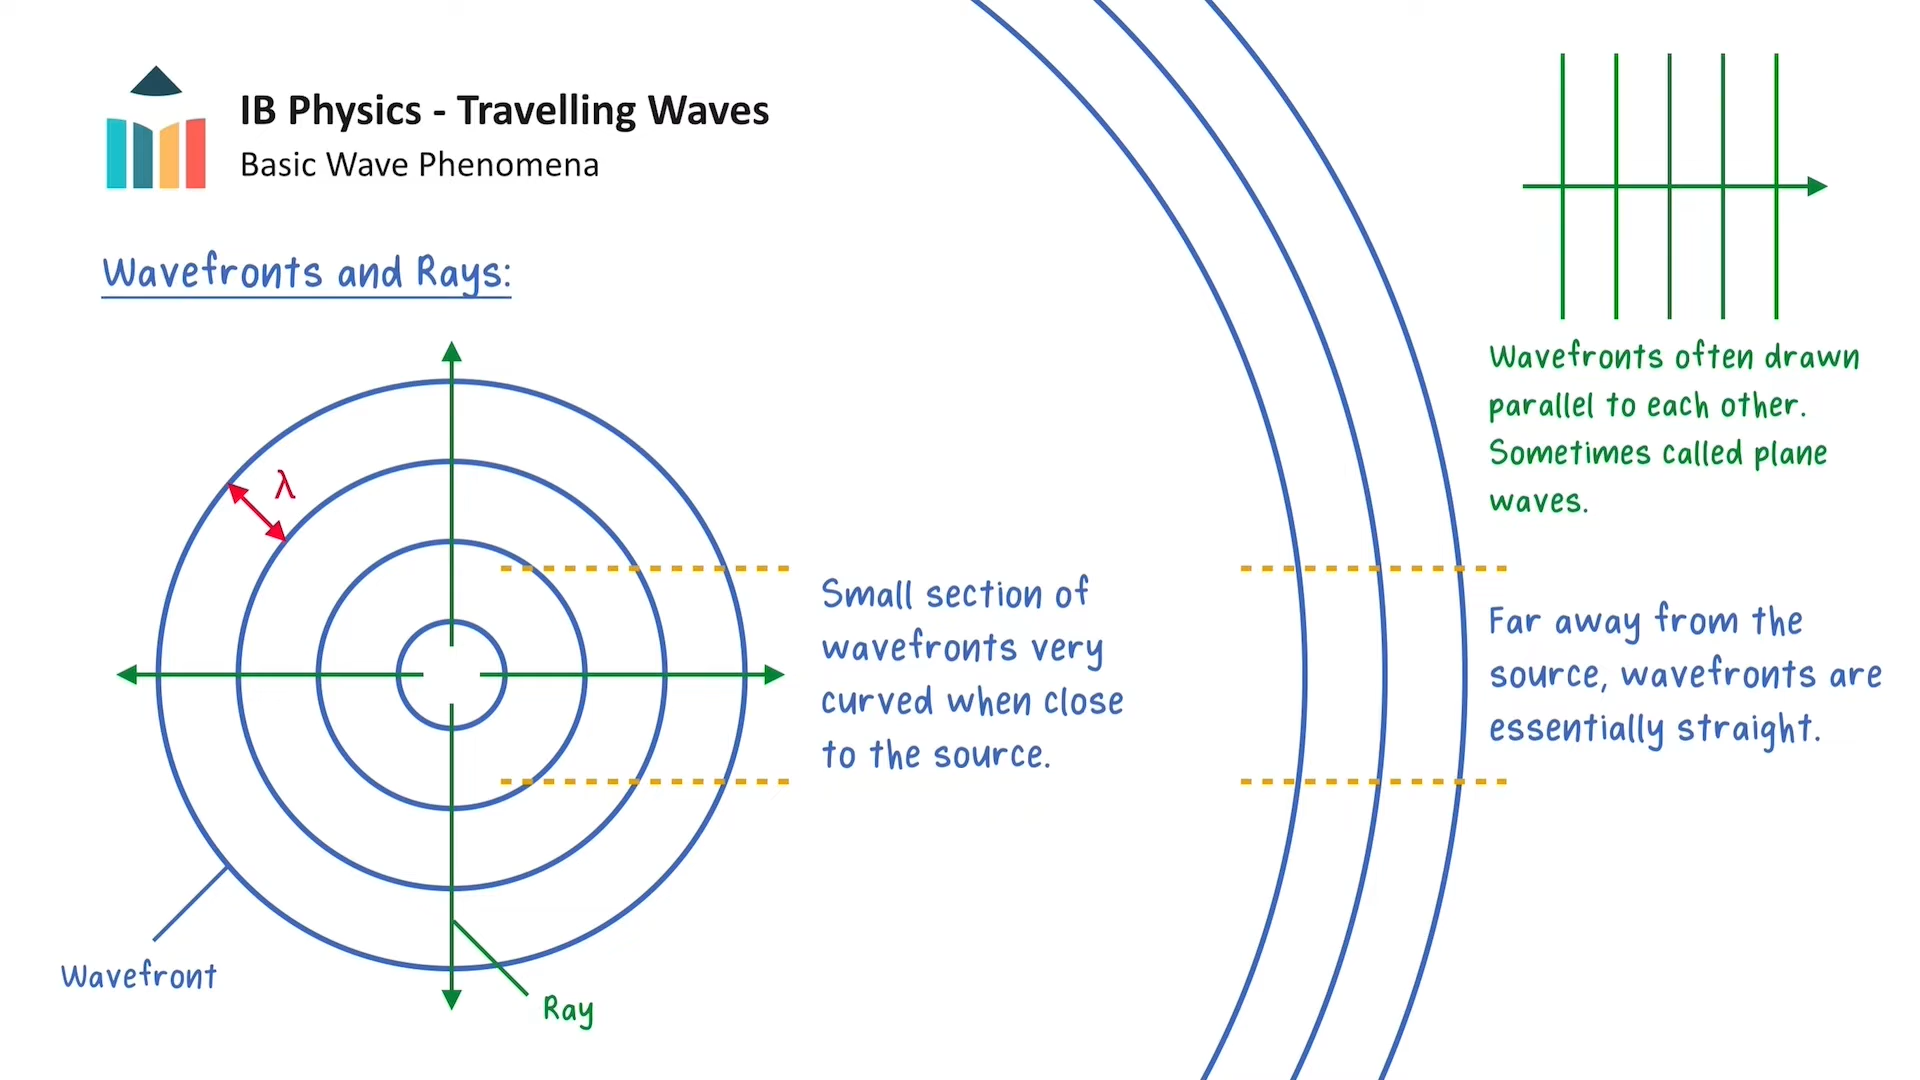 IB Physics - Travelling Waves
Basic Wave Phenomena
Wavefronts and Rays:
λ
Wavefront
Ray
Small section of
wavefronts very
curved when close
to the source.
Wavefronts often drawn
parallel to each other.
Sometimes called plane
waves.
Far away from the
source, wavefronts are
essentially straight.